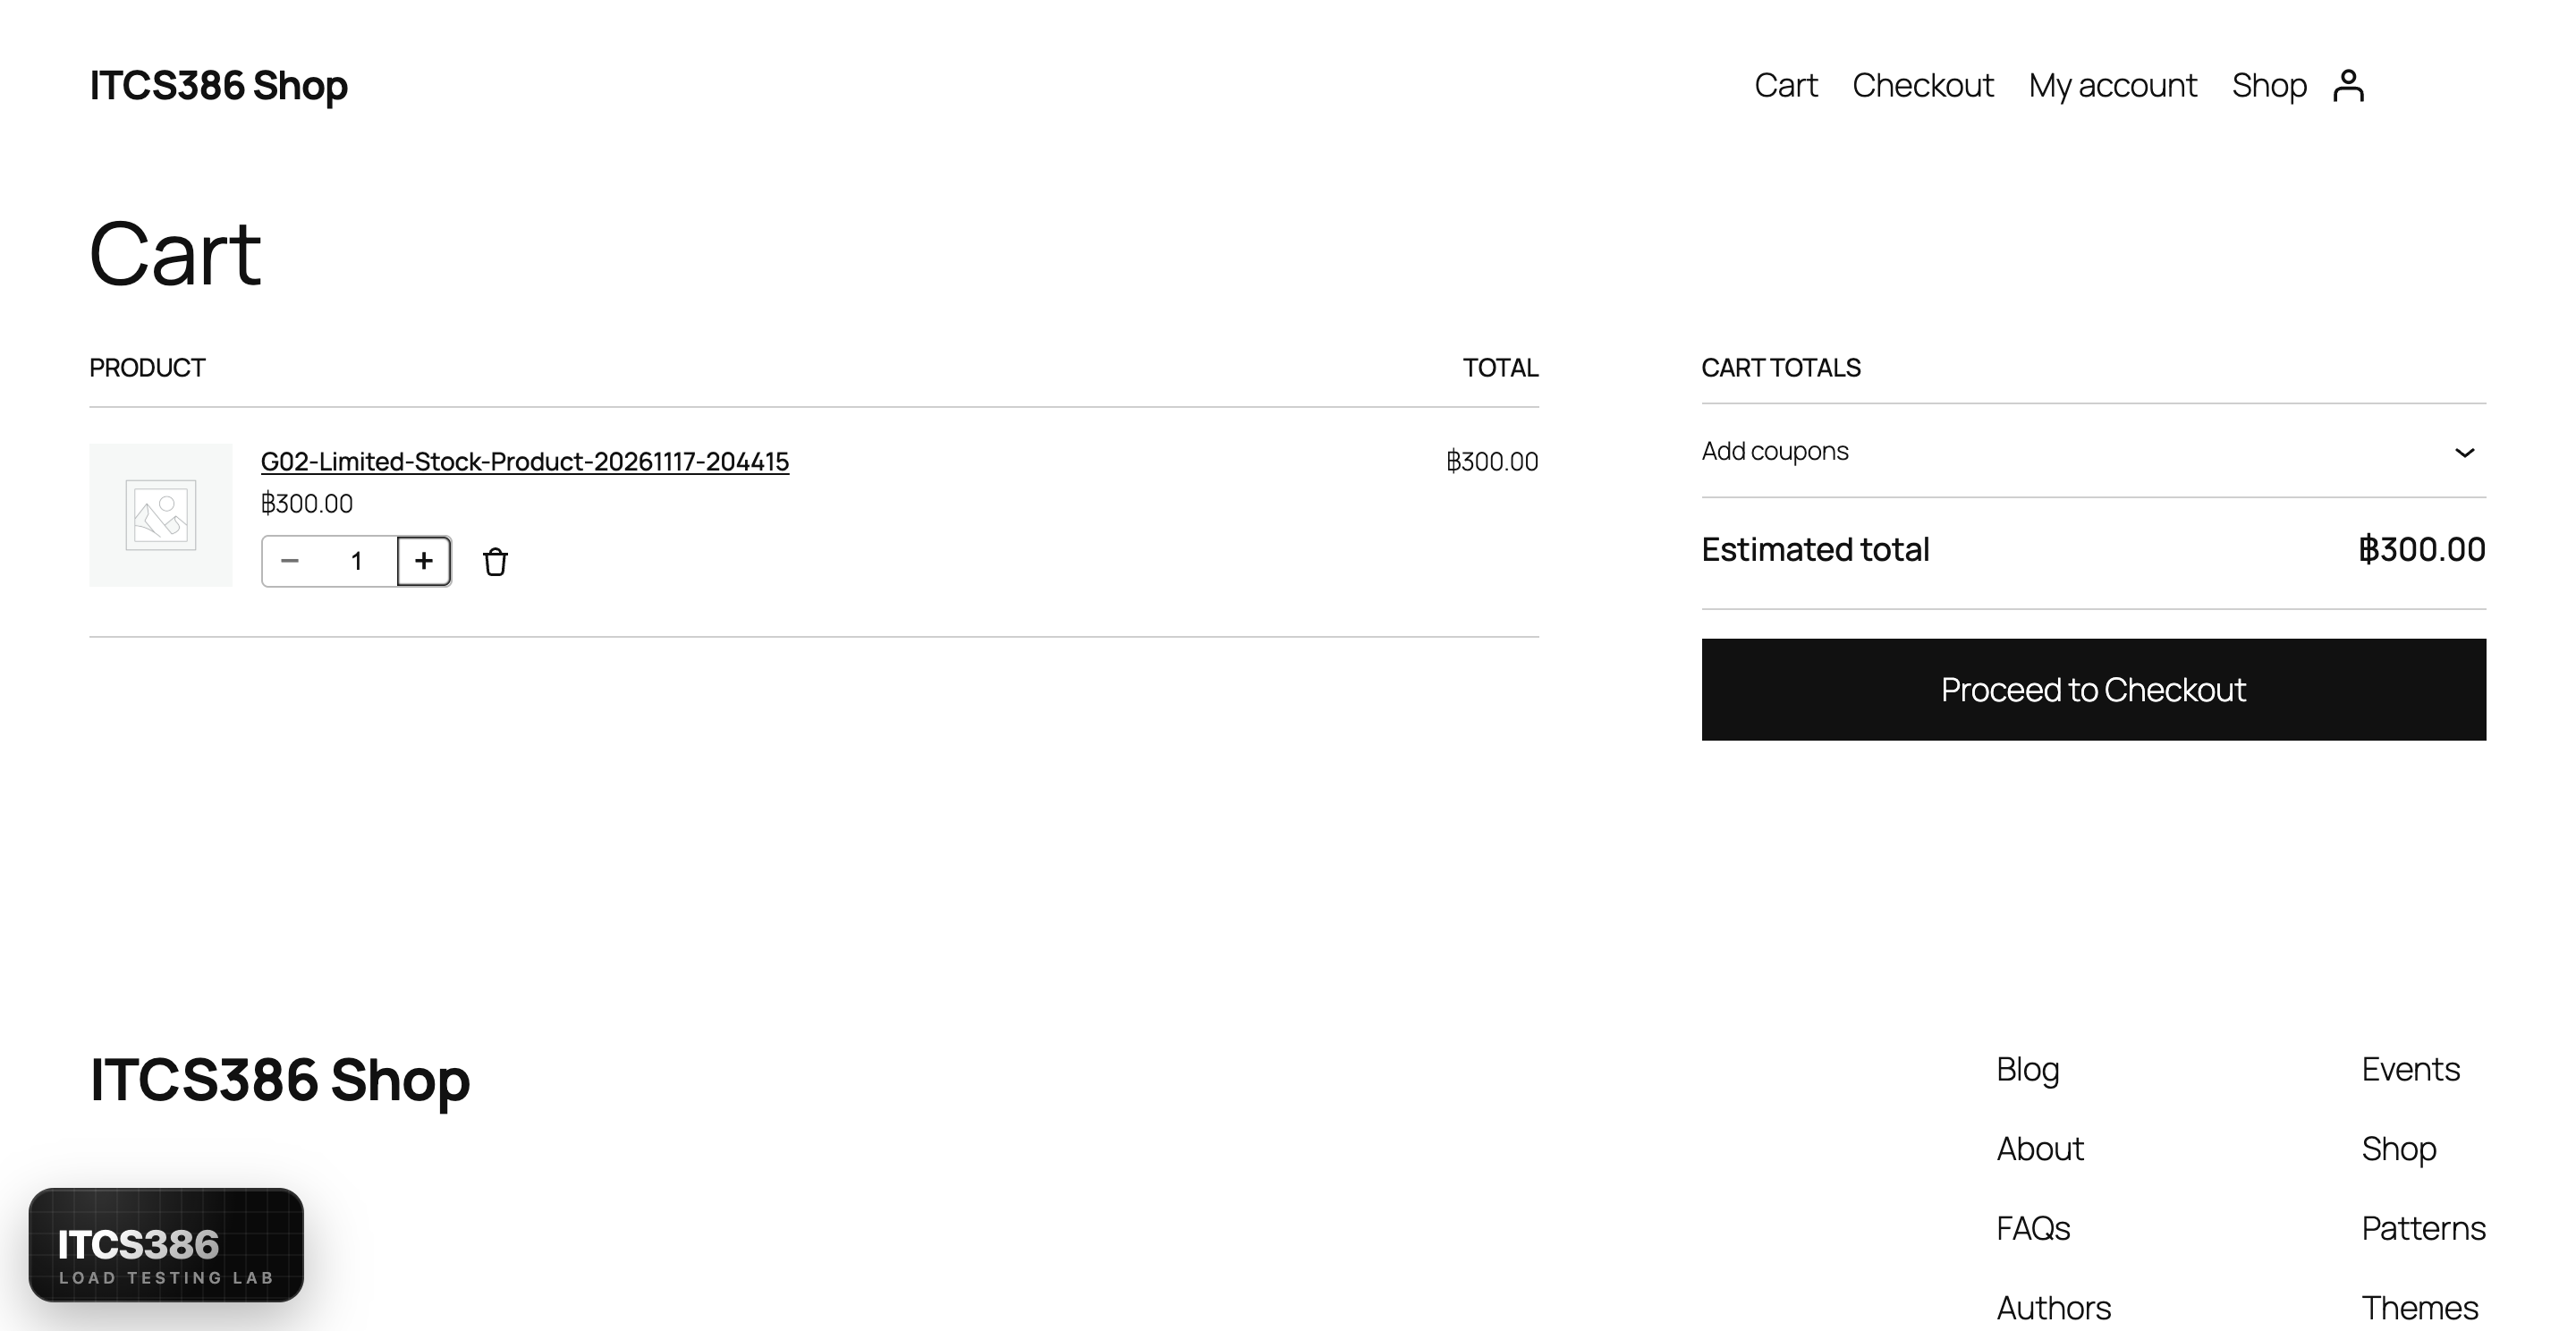 ITCS386 Shop
Cart Checkout My account Shop
Cart
PRODUCT TOTAL
G02-Limited-Stock-Product-20261117-204415 ฿300.00
฿300.00
− 1 +
CART TOTALS
Add coupons
Estimated total ฿300.00
Proceed to Checkout
ITCS386 Shop
Blog
About
FAQs
Authors
Events
Shop
Patterns
Themes
ITCS386
LOAD TESTING LAB